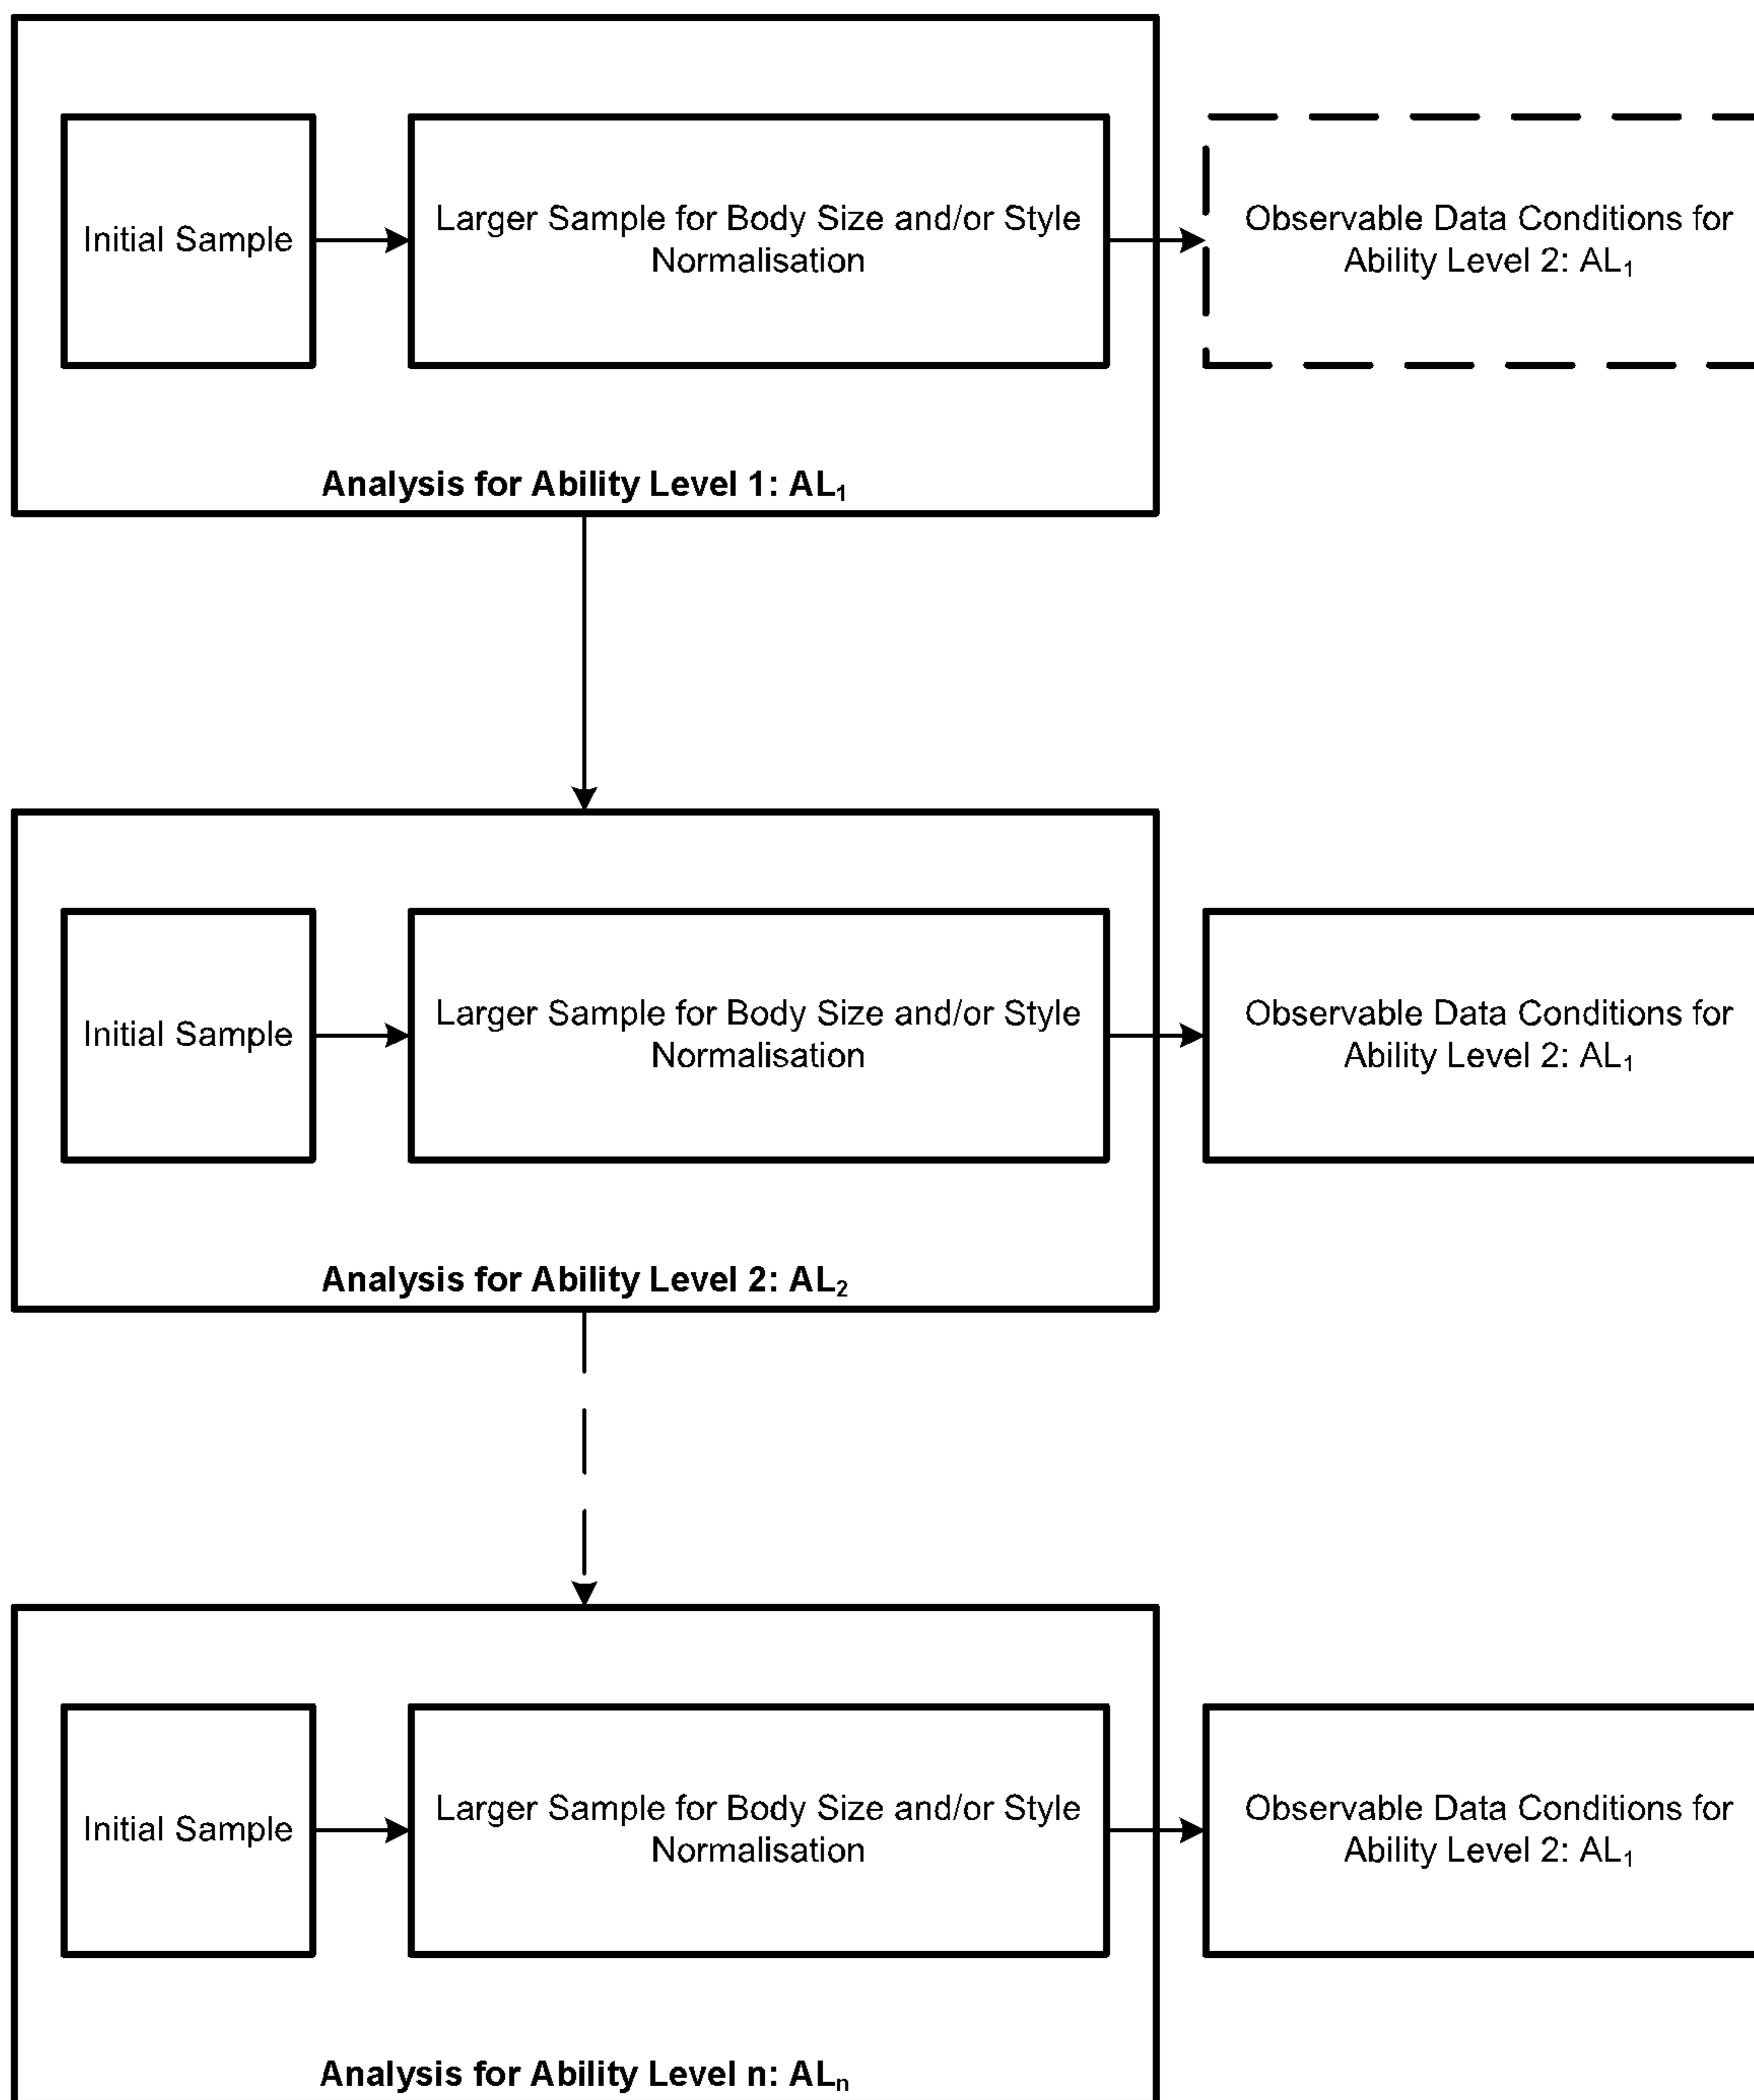 Initial Sample
Larger Sample for Body Size and/or Style
Normalisation
Observable Data Conditions for
Ability Level 2: AL₁
Analysis for Ability Level 1: AL₁
Initial Sample
Larger Sample for Body Size and/or Style
Normalisation
Observable Data Conditions for
Ability Level 2: AL₁
Analysis for Ability Level 2: AL₂
Initial Sample
Larger Sample for Body Size and/or Style
Normalisation
Observable Data Conditions for
Ability Level 2: AL₁
Analysis for Ability Level n: ALₙ